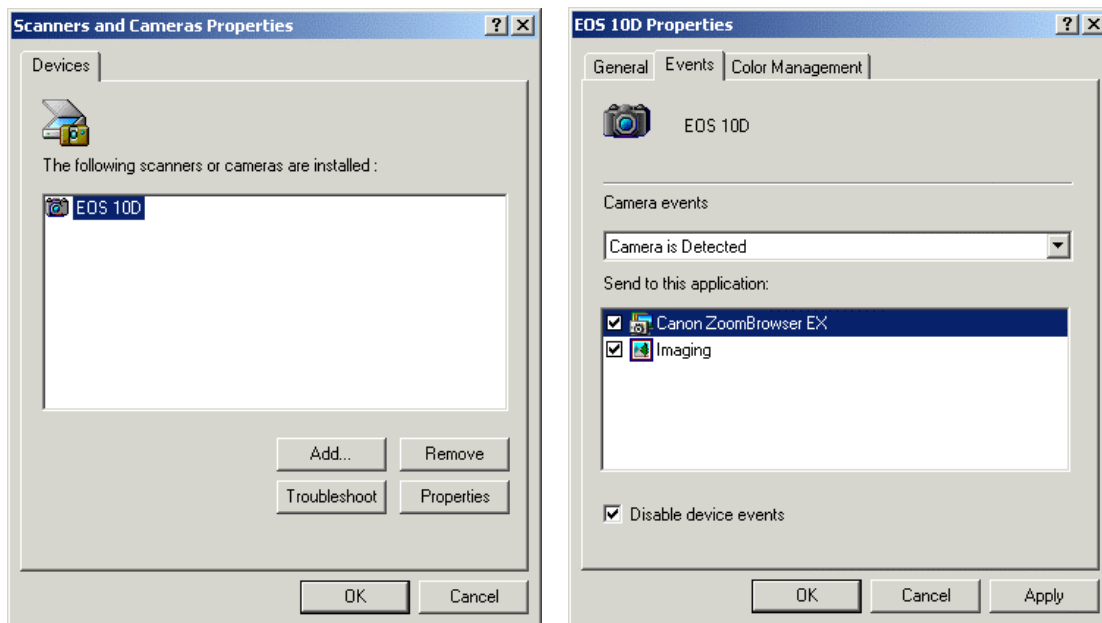 Scanners and Cameras Properties
Devices
The following scanners or cameras are installed :
EOS 10D
Add...
Remove
Troubleshoot
Properties
OK
Cancel
EOS 10D Properties
General
Events
Color Management
EOS 10D
Camera events
Camera is Detected
Send to this application:
Canon ZoomBrowser EX
Imaging
Disable device events
OK
Cancel
Apply